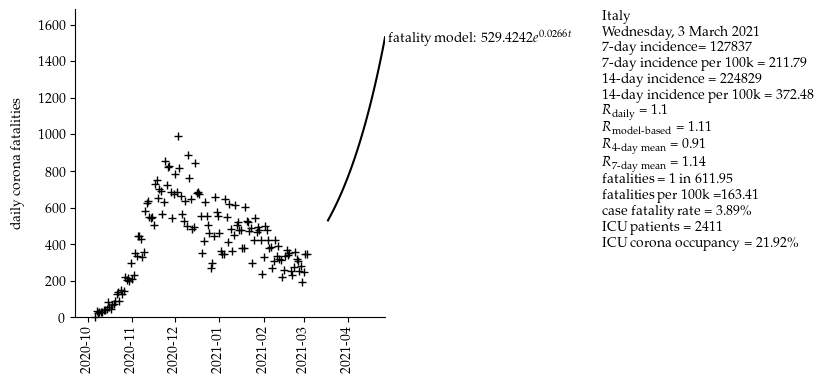 1600
1400
1200
1000
800
600
400
200
0
daily corona fatalities
2020-10
2020-11
2020-12
2021-01
2021-02
2021-03
2021-04
fatality model: 529.4242e^0.0266t
Italy
Wednesday, 3 March 2021
7-day incidence= 127837
7-day incidence per 100k = 211.79
14-day incidence = 224829
14-day incidence per 100k = 372.48
R_daily = 1.1
R_model-based = 1.11
R_4-day mean = 0.91
R_7-day mean = 1.14
fatalities = 1 in 611.95
fatalities per 100k =163.41
case fatality rate = 3.89%
ICU patients = 2411
ICU corona occupancy = 21.92%